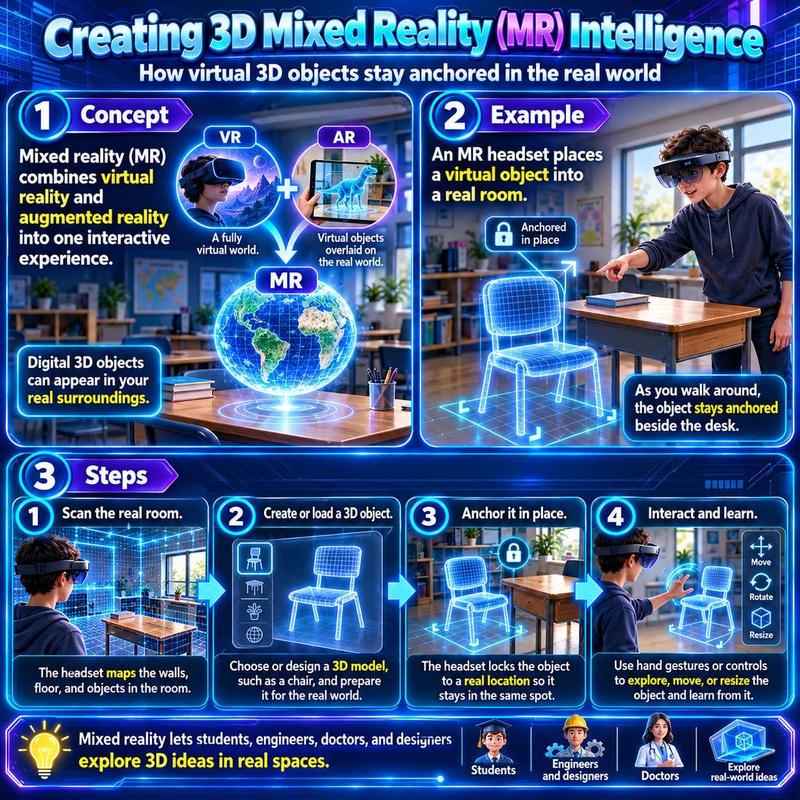 Creating 3D Mixed Reality (MR) Intelligence
How virtual 3D objects stay anchored in the real world
1 Concept
Mixed reality (MR)
combines virtual
reality and
augmented reality
into one interactive
experience.
VR
AR
A fully
virtual world.
Virtual objects
overlaid on
the real world.
MR
Digital 3D objects
can appear in your
real surroundings.
2 Example
An MR headset places
a virtual object into
a real room.
Anchored
in place
As you walk around,
the object stays anchored
beside the desk.
3 Steps
1 Scan the real room.
The headset maps the walls,
floor, and objects in the room.
2 Create or load a 3D object.
Choose or design a 3D model,
such as a chair, and prepare
it for the real world.
3 Anchor it in place.
The headset locks the object
to a real location so it
stays in the same spot.
4 Interact and learn.
Move
Rotate
Resize
Use hand gestures or controls
to explore, move, or resize the
object and learn from it.
Mixed reality lets students, engineers, doctors, and designers
explore 3D ideas in real spaces.
Students
Engineers
and designers
Doctors
Explore
real-world ideas